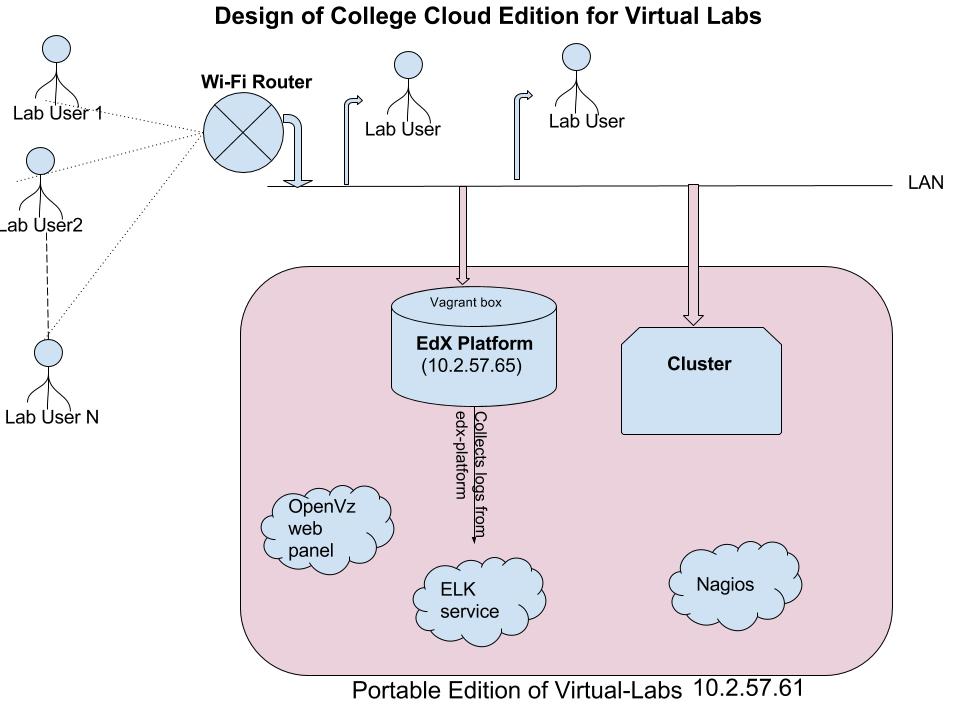 Design of College Cloud Edition for Virtual Labs
Wi-Fi Router
Lab User 1
Lab User
Lab User
LAN
Lab User2
Lab User N
Vagrant box
EdX Platform
(10.2.57.65)
Cluster
Collects logs from
edx-platform
OpenVz
web
panel
ELK
service
Nagios
Portable Edition of Virtual-Labs 10.2.57.61